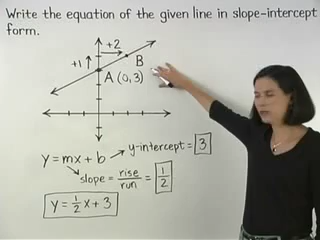 Write the equation of the given line in slope-intercept
form.
+2
+1
B
A (0,3)
y = mx + b
y-intercept = 3
slope = rise/run = 1/2
y = 1/2 x + 3